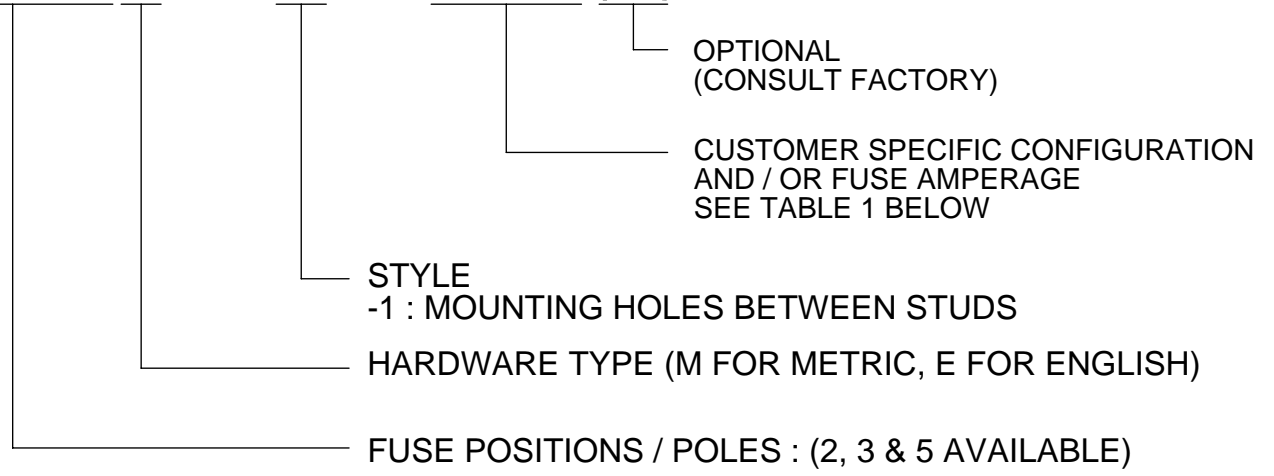 OPTIONAL
(CONSULT FACTORY)
CUSTOMER SPECIFIC CONFIGURATION
AND / OR FUSE AMPERAGE
SEE TABLE 1 BELOW
STYLE
-1 : MOUNTING HOLES BETWEEN STUDS
HARDWARE TYPE (M FOR METRIC, E FOR ENGLISH)
FUSE POSITIONS / POLES : (2, 3 & 5 AVAILABLE)